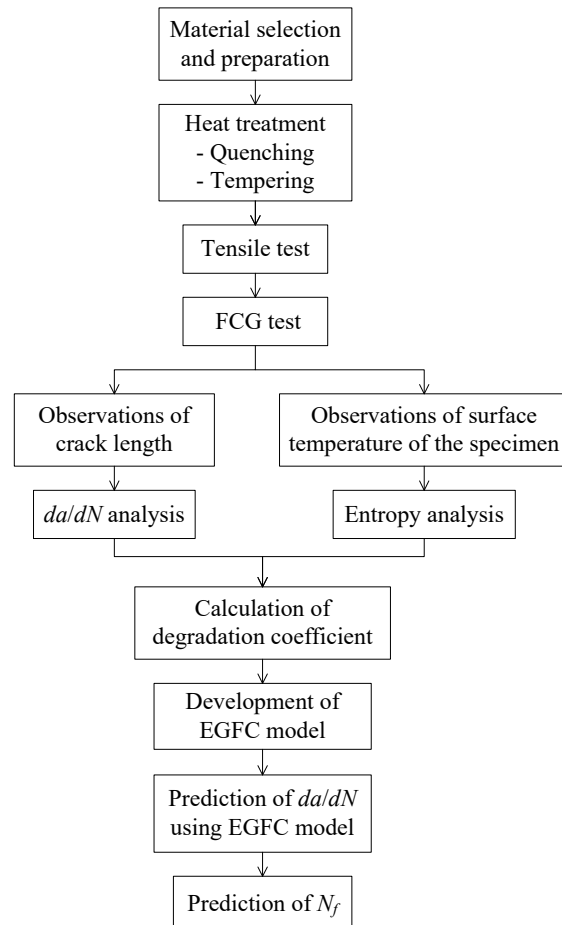 Material selection
and preparation
Heat treatment
- Quenching
- Tempering
Tensile test
FCG test
Observations of
crack length
Observations of surface
temperature of the specimen
da/dN analysis
Entropy analysis
Calculation of
degradation coefficient
Development of
EGFC model
Prediction of da/dN
using EGFC model
Prediction of Nf